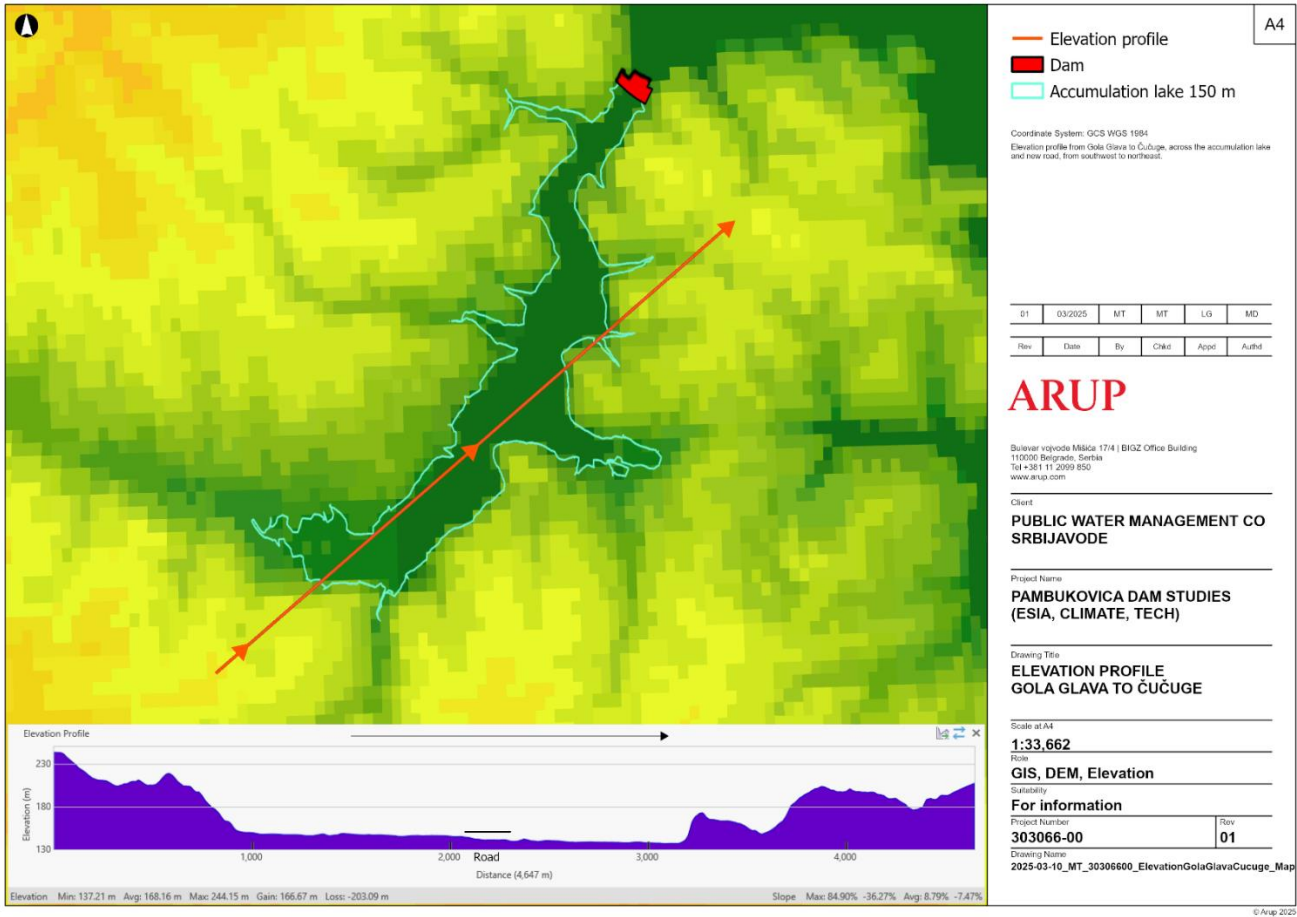 A4
Elevation profile
Dam
Accumulation lake 150 m
Coordinate System: GCS WGS 1984
Elevation profile from Gola Glava to Čučuge, across the accumulation lake
and new road, from southwest to northeast.
01 03/2025 MT MT LG MD
Rev Date By Chkd Appd Authd
ARUP
Bulevar vojvode Mišića 17/4 | BIGZ Office Building
110000 Belgrade, Serbia
Tel +381 11 2099 850
www.arup.com
Client
PUBLIC WATER MANAGEMENT CO
SRBIJAVODE
Project Name
PAMBUKOVICA DAM STUDIES
(ESIA, CLIMATE, TECH)
Drawing Title
ELEVATION PROFILE
GOLA GLAVA TO ČUČUGE
Scale at A4
1:33,662
Role
GIS, DEM, Elevation
Suitability
For information
Project Number Rev
303066-00 01
Drawing Name
2025-03-10_MT_30306600_ElevationGolaGlavaCucuge_Map
© Arup 2025
Elevation Profile
Elevation (m)
230
180
130
1,000 2,000 Road 3,000 4,000
Distance (4,647 m)
Elevation Min: 137.21 m Avg: 168.16 m Max: 244.15 m Gain: 166.67 m Loss: -203.09 m Slope Max: 84.90% -36.27% Avg: 8.79% -7.47%